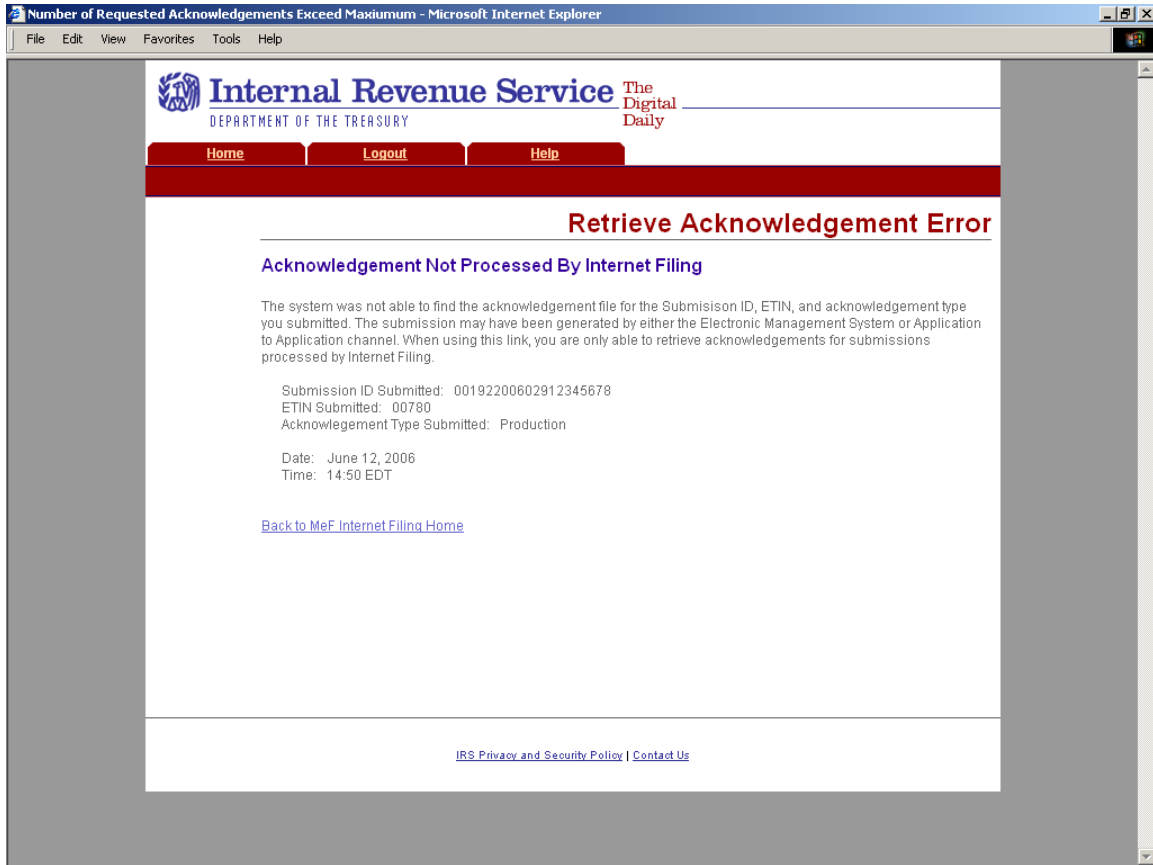 Number of Requested Acknowledgements Exceed Maxiumum - Microsoft Internet Explorer
File Edit View Favorites Tools Help
Internal Revenue Service
DEPARTMENT OF THE TREASURY
The
Digital
Daily
Home Logout Help
Retrieve Acknowledgement Error
Acknowledgement Not Processed By Internet Filing
The system was not able to find the acknowledgement file for the Submisison ID, ETIN, and acknowledgement type
you submitted. The submission may have been generated by either the Electronic Management System or Application
to Application channel. When using this link, you are only able to retrieve acknowledgements for submissions
processed by Internet Filing.
Submission ID Submitted: 00192200602912345678
ETIN Submitted: 00780
Acknowlegement Type Submitted: Production
Date: June 12, 2006
Time: 14:50 EDT
Back to MeF Internet Filing Home
IRS Privacy and Security Policy | Contact Us